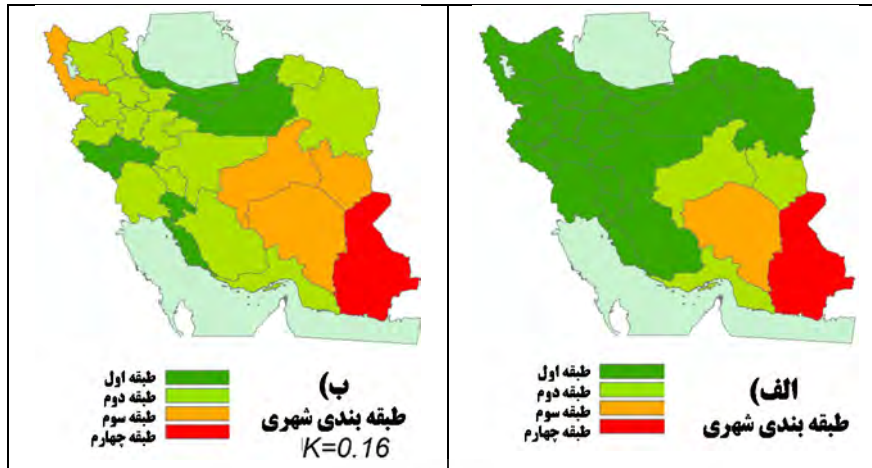 الف)
طبقه بندی شهری
طبقه اول
طبقه دوم
طبقه سوم
طبقه چهارم
ب)
طبقه بندی شهری
K=0.16
طبقه اول
طبقه دوم
طبقه سوم
طبقه چهارم